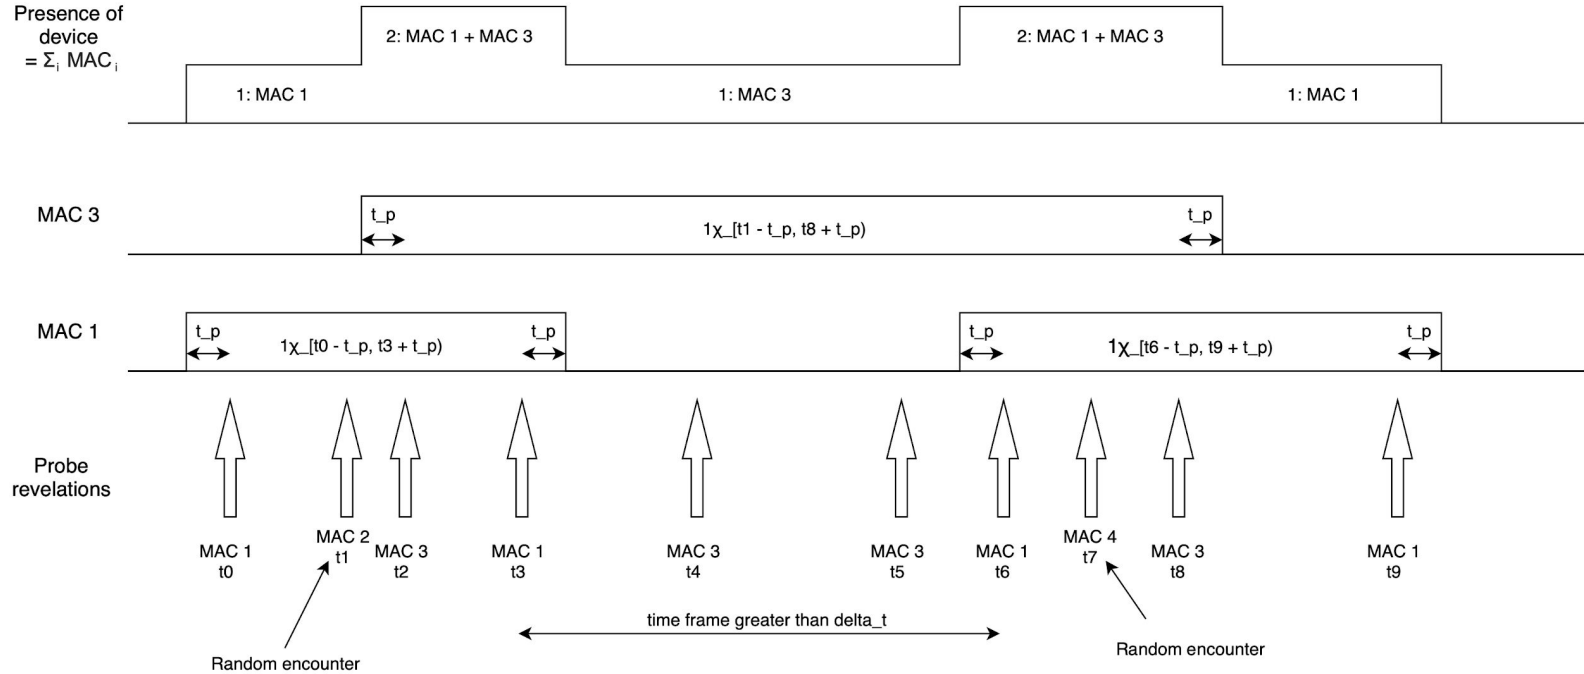 Presence of
device
= Σᵢ MACᵢ
2: MAC 1 + MAC 3
2: MAC 1 + MAC 3
1: MAC 1
1: MAC 3
1: MAC 1
MAC 3
t_p
1χ_[t1 - t_p, t8 + t_p)
t_p
MAC 1
t_p
1χ_[t0 - t_p, t3 + t_p)
t_p
t_p
1χ_[t6 - t_p, t9 + t_p)
t_p
Probe
revelations
MAC 1
t0
MAC 2
t1
MAC 3
t2
MAC 1
t3
MAC 3
t4
MAC 3
t5
MAC 1
t6
MAC 4
t7
MAC 3
t8
MAC 1
t9
time frame greater than delta_t
Random encounter
Random encounter